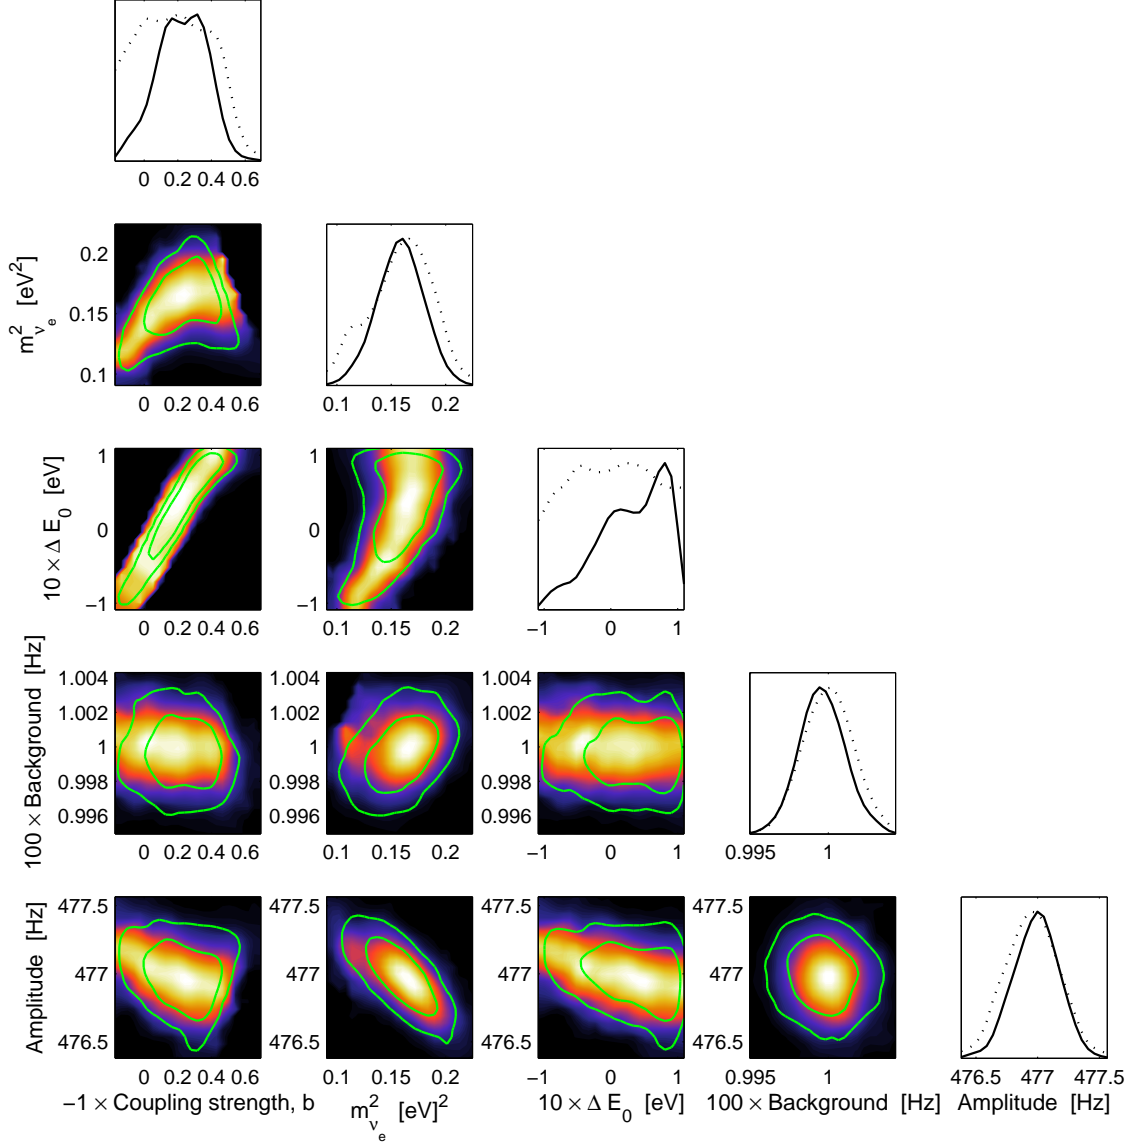 0 0.2 0.4 0.6
m²_νe [eV²]
0.2
0.15
0.1
0 0.2 0.4 0.6
0.1 0.15 0.2
10 × Δ E₀ [eV]
1
0
−1
0 0.2 0.4 0.6
0.1 0.15 0.2
−1 0 1
100 × Background [Hz]
1.004 1.004 1.004
1.002 1.002 1.002
1 1 1
0.998 0.998 0.998
0.996 0.996 0.996
0 0.2 0.4 0.6
0.1 0.15 0.2
−1 0 1
0.995 1
Amplitude [Hz]
477.5 477.5 477.5 477.5
477 477 477 477
476.5 476.5 476.5 476.5
0 0.2 0.4 0.6
0.1 0.15 0.2
−1 0 1
0.995 1
476.5 477 477.5
−1 × Coupling strength, b
m²_νe [eV]²
10 × Δ E₀ [eV]
100 × Background [Hz]
Amplitude [Hz]